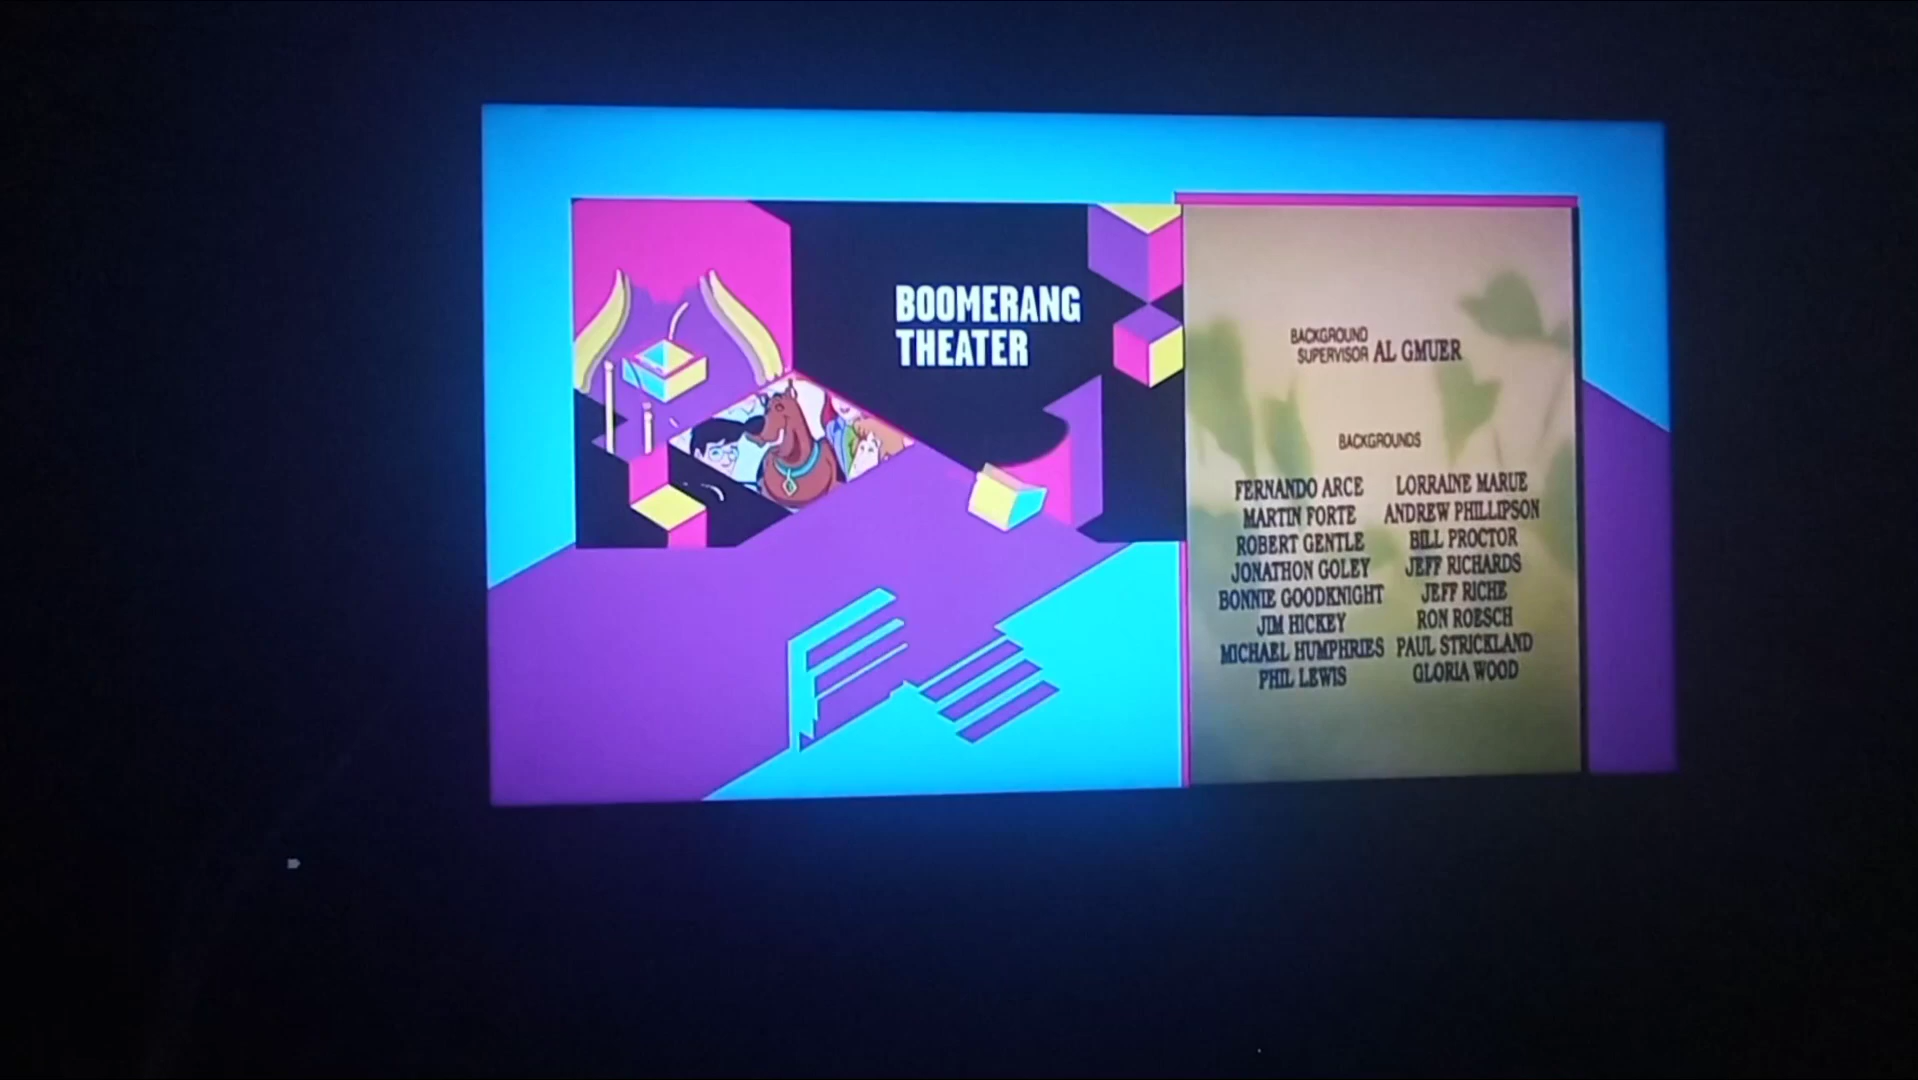 BOOMERANG
THEATER
BACKGROUND
SUPERVISOR AL GMUER
BACKGROUNDS
FERNANDO ARCE LORRAINE MARUE
MARTIN FORTE ANDREW PHILLIPSON
ROBERT GENTLE BILL PROCTOR
JONATHON GOLEY JEFF RICHARDS
BONNIE GOODKNIGHT JEFF RICHE
JIM HICKEY RON ROESCH
MICHAEL HUMPHRIES PAUL STRICKLAND
PHIL LEWIS GLORIA WOOD